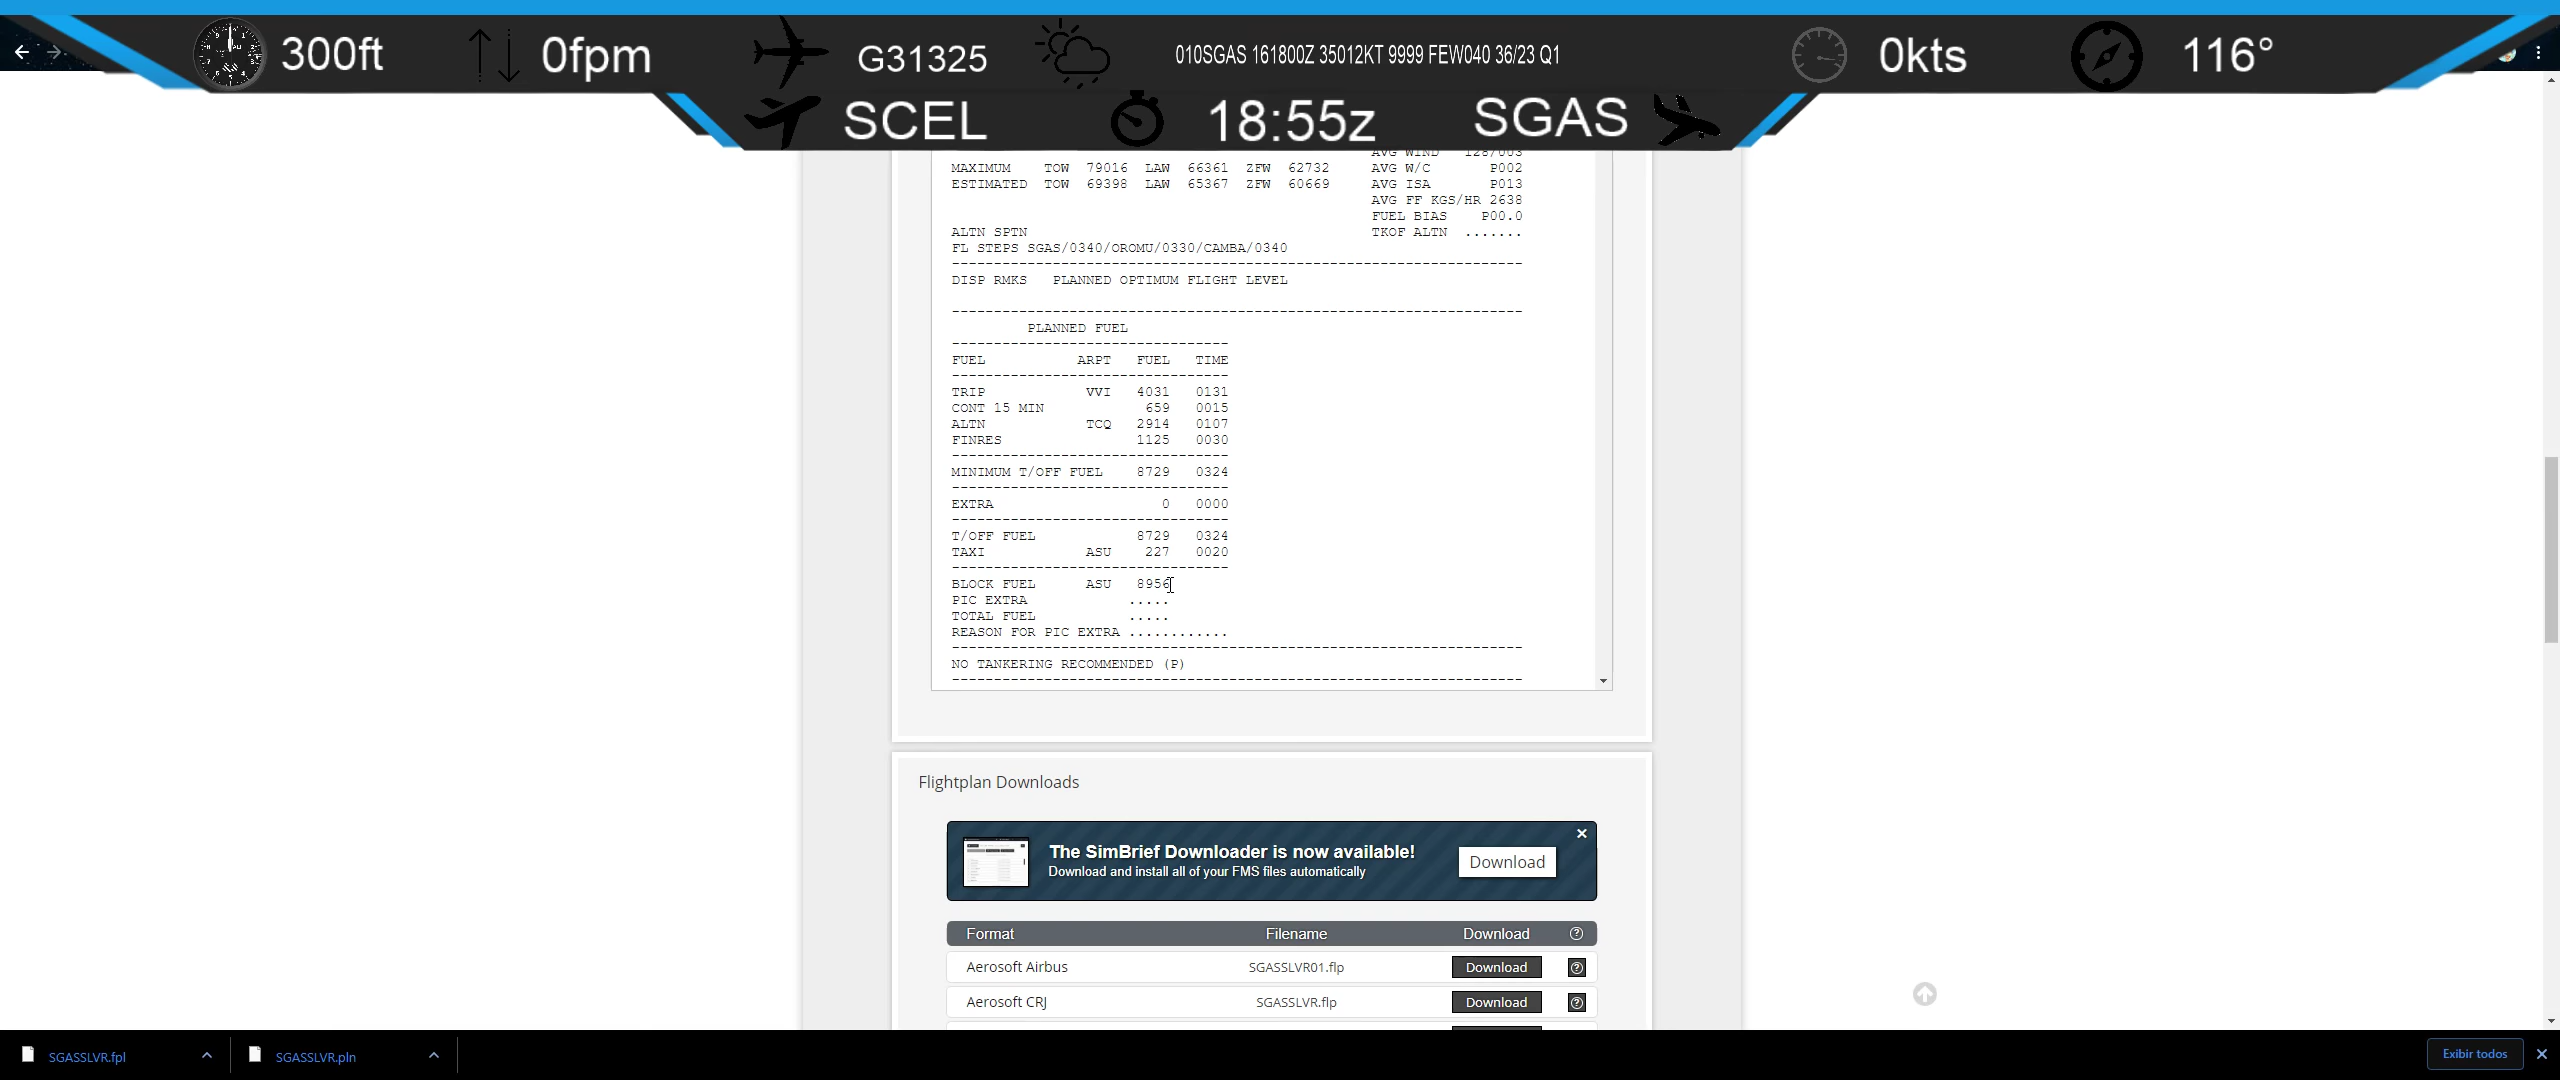 300ft 0fpm G31325 010SGAS 161800Z 35012KT 9999 FEW040 36/23 Q1 0kts 116°
SCEL 18:55z SGAS
AVG WIND 128/003
MAXIMUM TOW 79016 LAW 66361 ZFW 62732 AVG W/C P002
ESTIMATED TOW 69398 LAW 65367 ZFW 60669 AVG ISA P013
AVG FF KGS/HR 2638
FUEL BIAS P00.0
ALTN SPTN TKOF ALTN .......
FL STEPS SGAS/0340/OROMU/0330/CAMBA/0340
DISP RMKS PLANNED OPTIMUM FLIGHT LEVEL
PLANNED FUEL
FUEL ARPT FUEL TIME
TRIP VVI 4031 0131
CONT 15 MIN 659 0015
ALTN TCQ 2914 0107
FINRES 1125 0030
MINIMUM T/OFF FUEL 8729 0324
EXTRA 0 0000
T/OFF FUEL 8729 0324
TAXI ASU 227 0020
BLOCK FUEL ASU 8956
PIC EXTRA .....
TOTAL FUEL .....
REASON FOR PIC EXTRA ............
NO TANKERING RECOMMENDED (P)
Flightplan Downloads
The SimBrief Downloader is now available!
Download and install all of your FMS files automatically
Download
Format Filename Download
Aerosoft Airbus SGASSLVR01.flp Download
Aerosoft CRJ SGASSLVR.flp Download
SGASSLVR.fpl SGASSLVR.pln Exibir todos